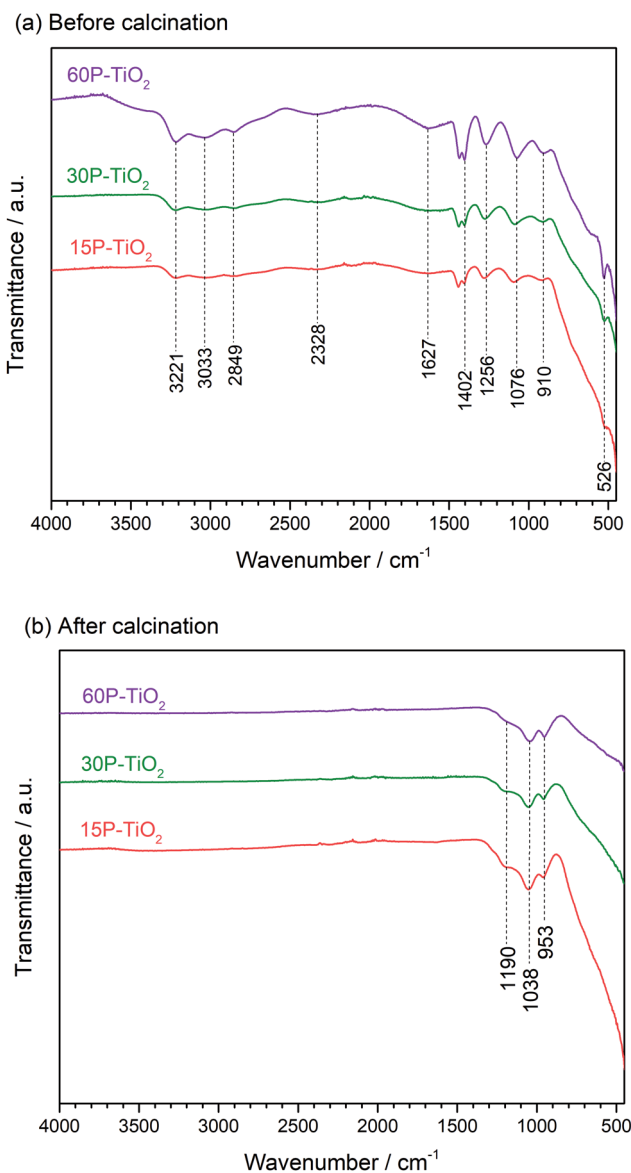 (a) Before calcination
60P-TiO₂
30P-TiO₂
15P-TiO₂
3221
3033
2849
2328
1627
1402
1256
1076
910
526
Transmittance / a.u.
4000 3500 3000 2500 2000 1500 1000 500
Wavenumber / cm⁻¹
(b) After calcination
60P-TiO₂
30P-TiO₂
15P-TiO₂
1190
1038
953
Transmittance / a.u.
4000 3500 3000 2500 2000 1500 1000 500
Wavenumber / cm⁻¹